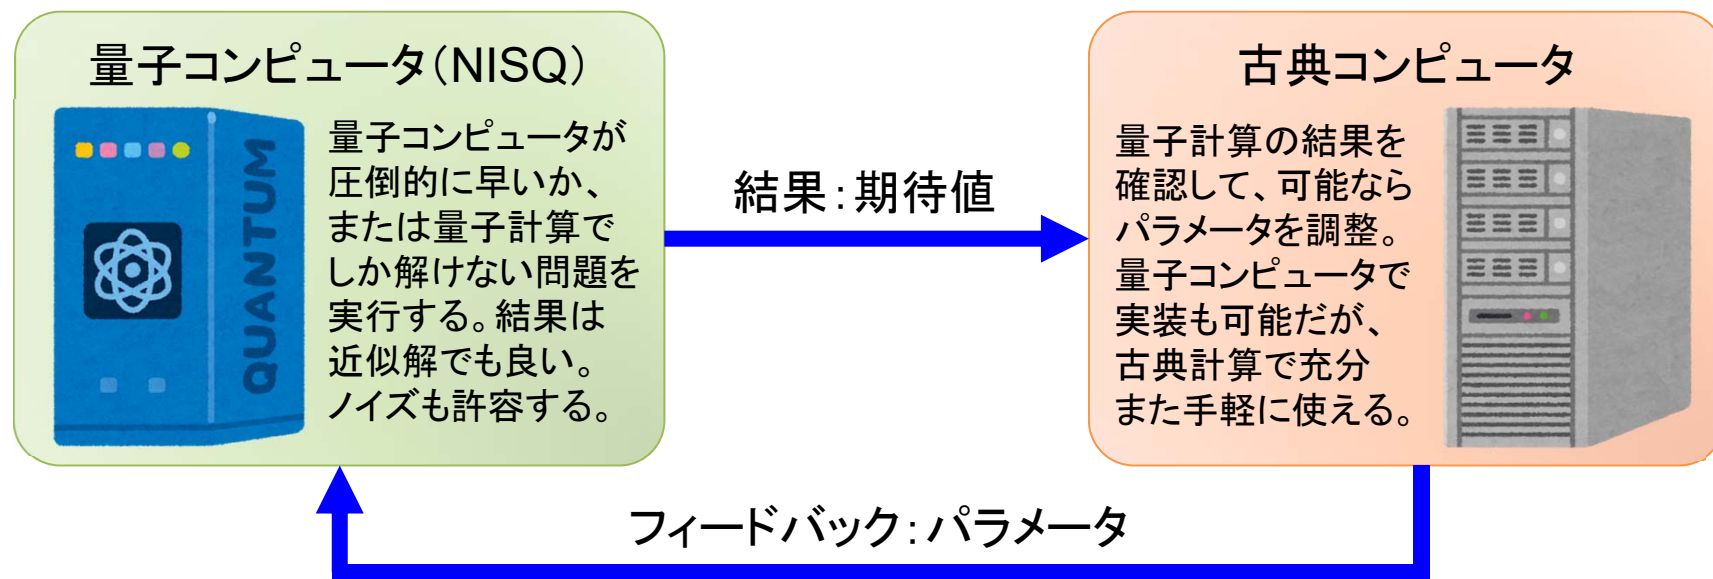 量子コンピュータ(NISQ)
QUANTUM
量子コンピュータが
圧倒的に早いか、
または量子計算で
しか解けない問題を
実行する。結果は
近似解でも良い。
ノイズも許容する。
結果:期待値
古典コンピュータ
量子計算の結果を
確認して、可能なら
パラメータを調整。
量子コンピュータで
実装も可能だが、
古典計算で充分
また手軽に使える。
フィードバック:パラメータ